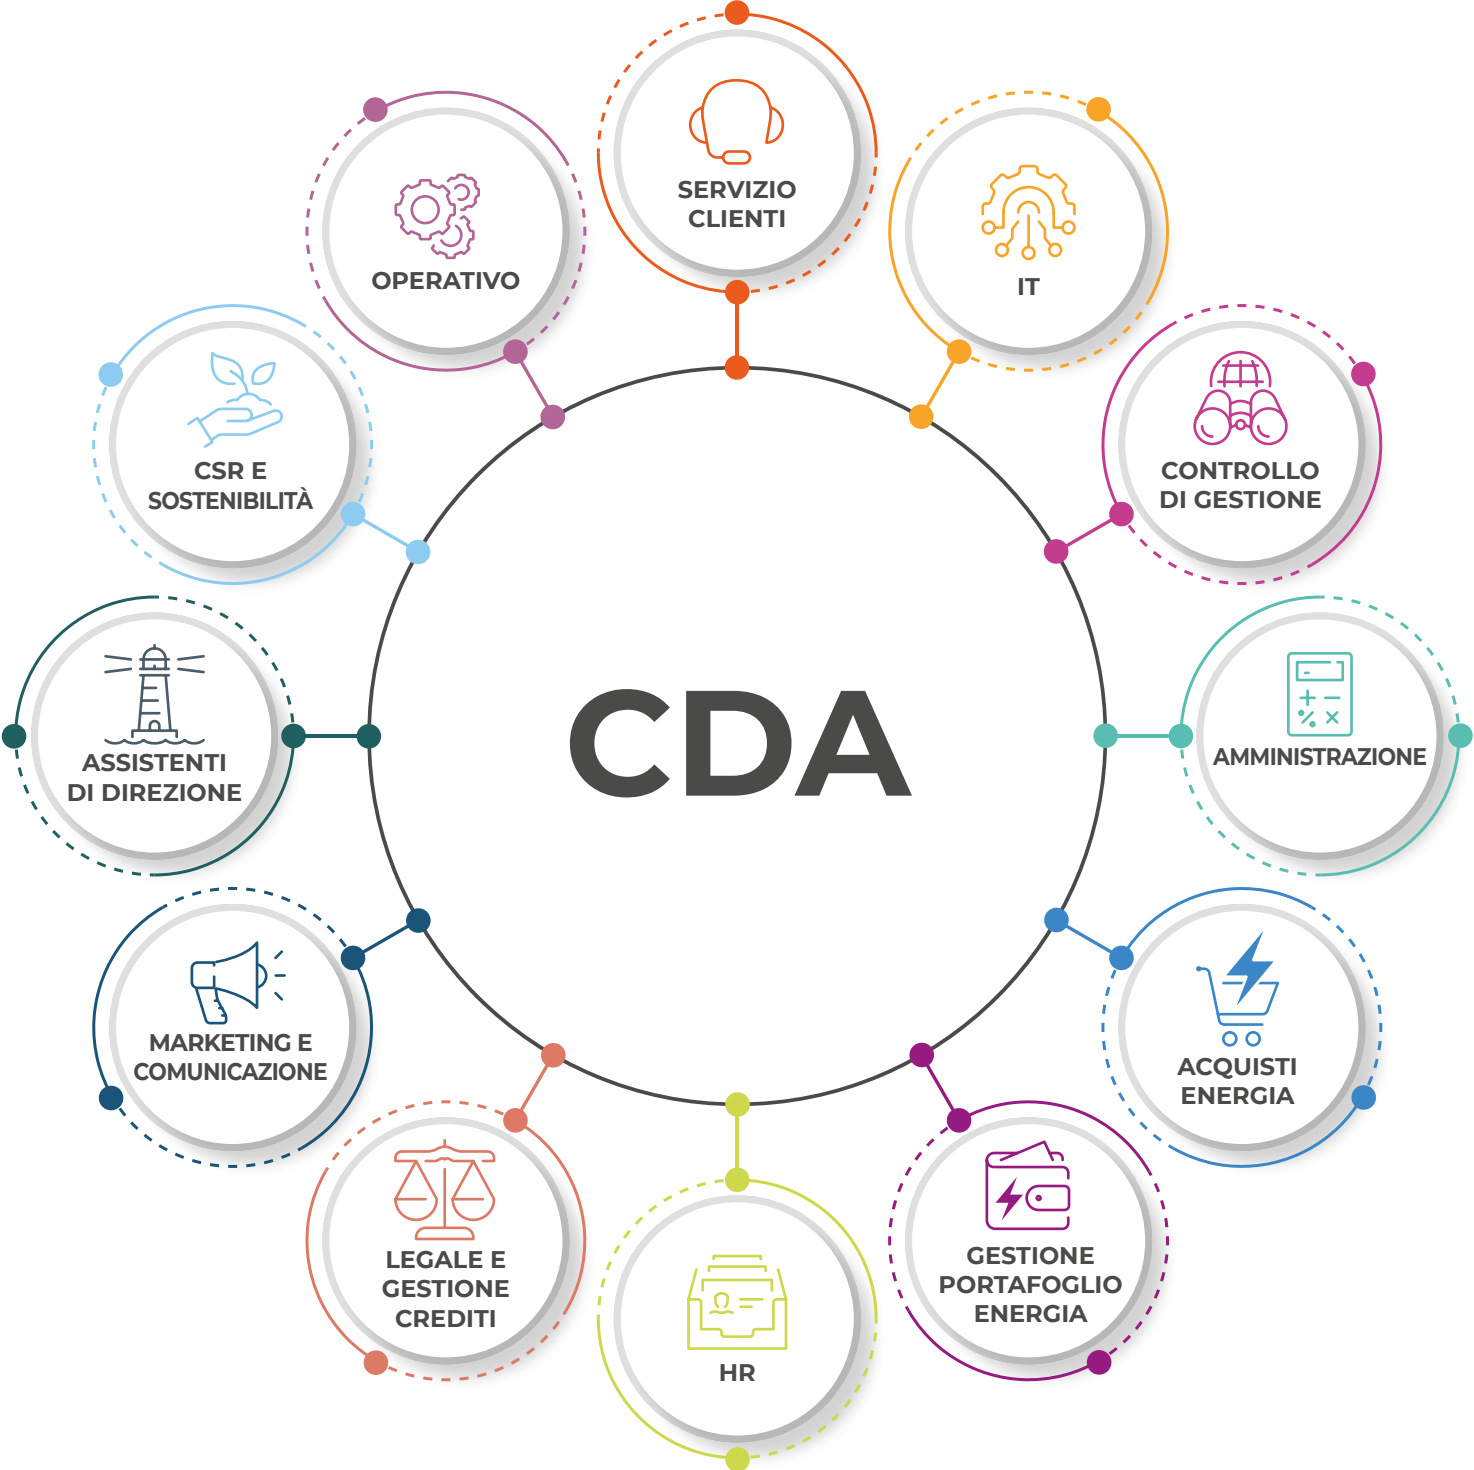 SERVIZIO
CLIENTI
IT
CONTROLLO
DI GESTIONE
AMMINISTRAZIONE
ACQUISTI
ENERGIA
GESTIONE
PORTAFOGLIO
ENERGIA
HR
LEGALE E
GESTIONE
CREDITI
MARKETING E
COMUNICAZIONE
ASSISTENTI
DI DIREZIONE
CSR E
SOSTENIBILITÀ
OPERATIVO
CDA